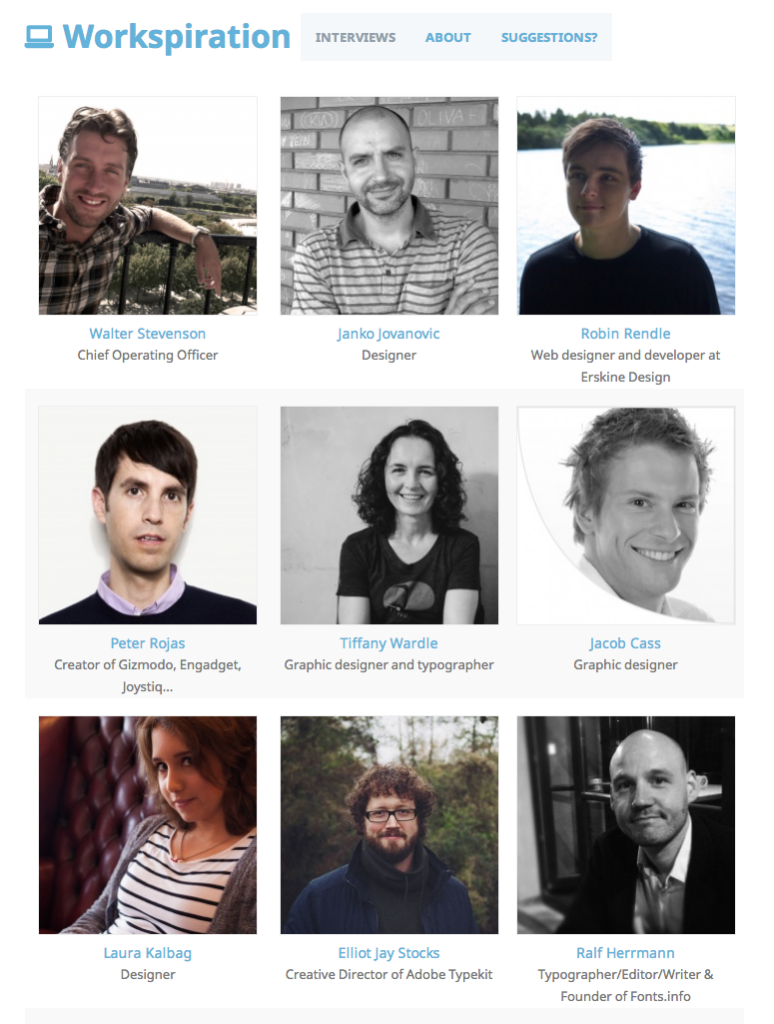 Workspiration
INTERVIEWS ABOUT SUGGESTIONS?
OLIVA+
Walter Stevenson
Chief Operating Officer
Janko Jovanovic
Designer
Robin Rendle
Web designer and developer at
Erskine Design
Peter Rojas
Creator of Gizmodo, Engadget,
Joystiq...
Tiffany Wardle
Graphic designer and typographer
Jacob Cass
Graphic designer
Laura Kalbag
Designer
Elliot Jay Stocks
Creative Director of Adobe Typekit
Ralf Herrmann
Typographer/Editor/Writer &
Founder of Fonts.info